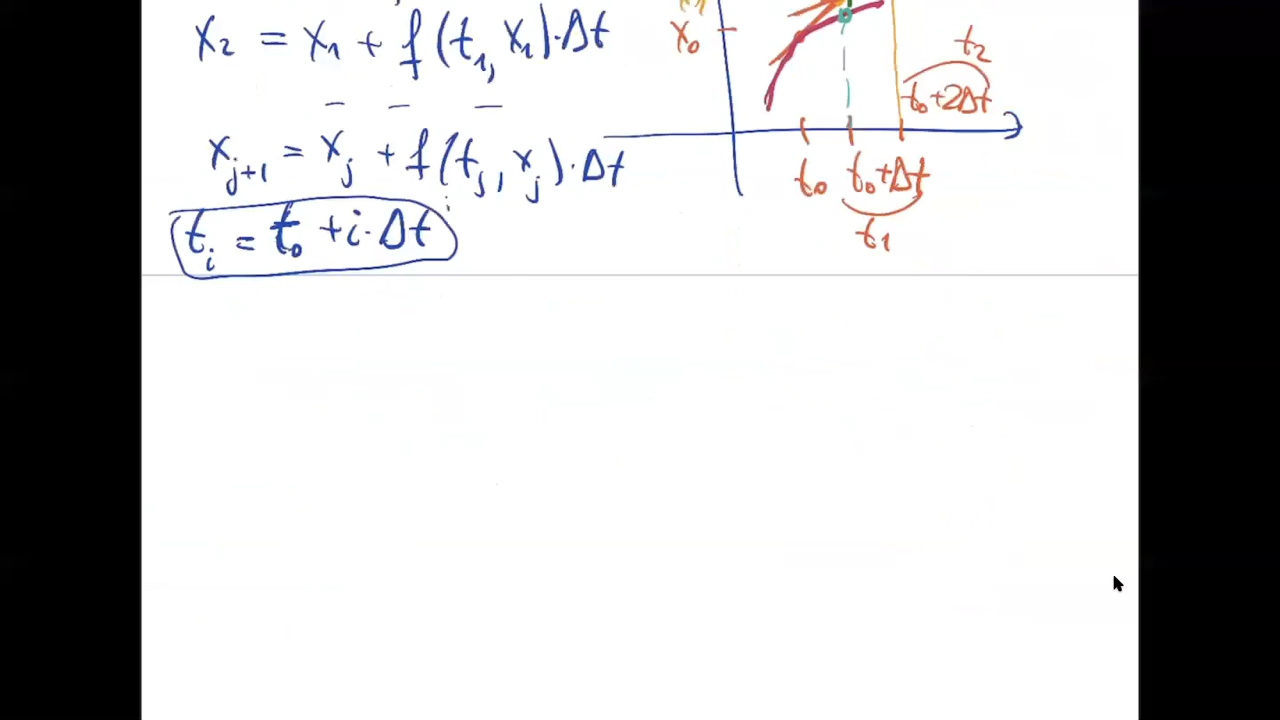 x₂ = x₁ + f(t₁, x₁)·Δt
– – –
x_{j+1} = x_j + f(t_j, x_j)·Δt
t_i = t₀ + i·Δt
x₀
t₂
t₀+2Δt
t₀ t₀+Δt
t₁